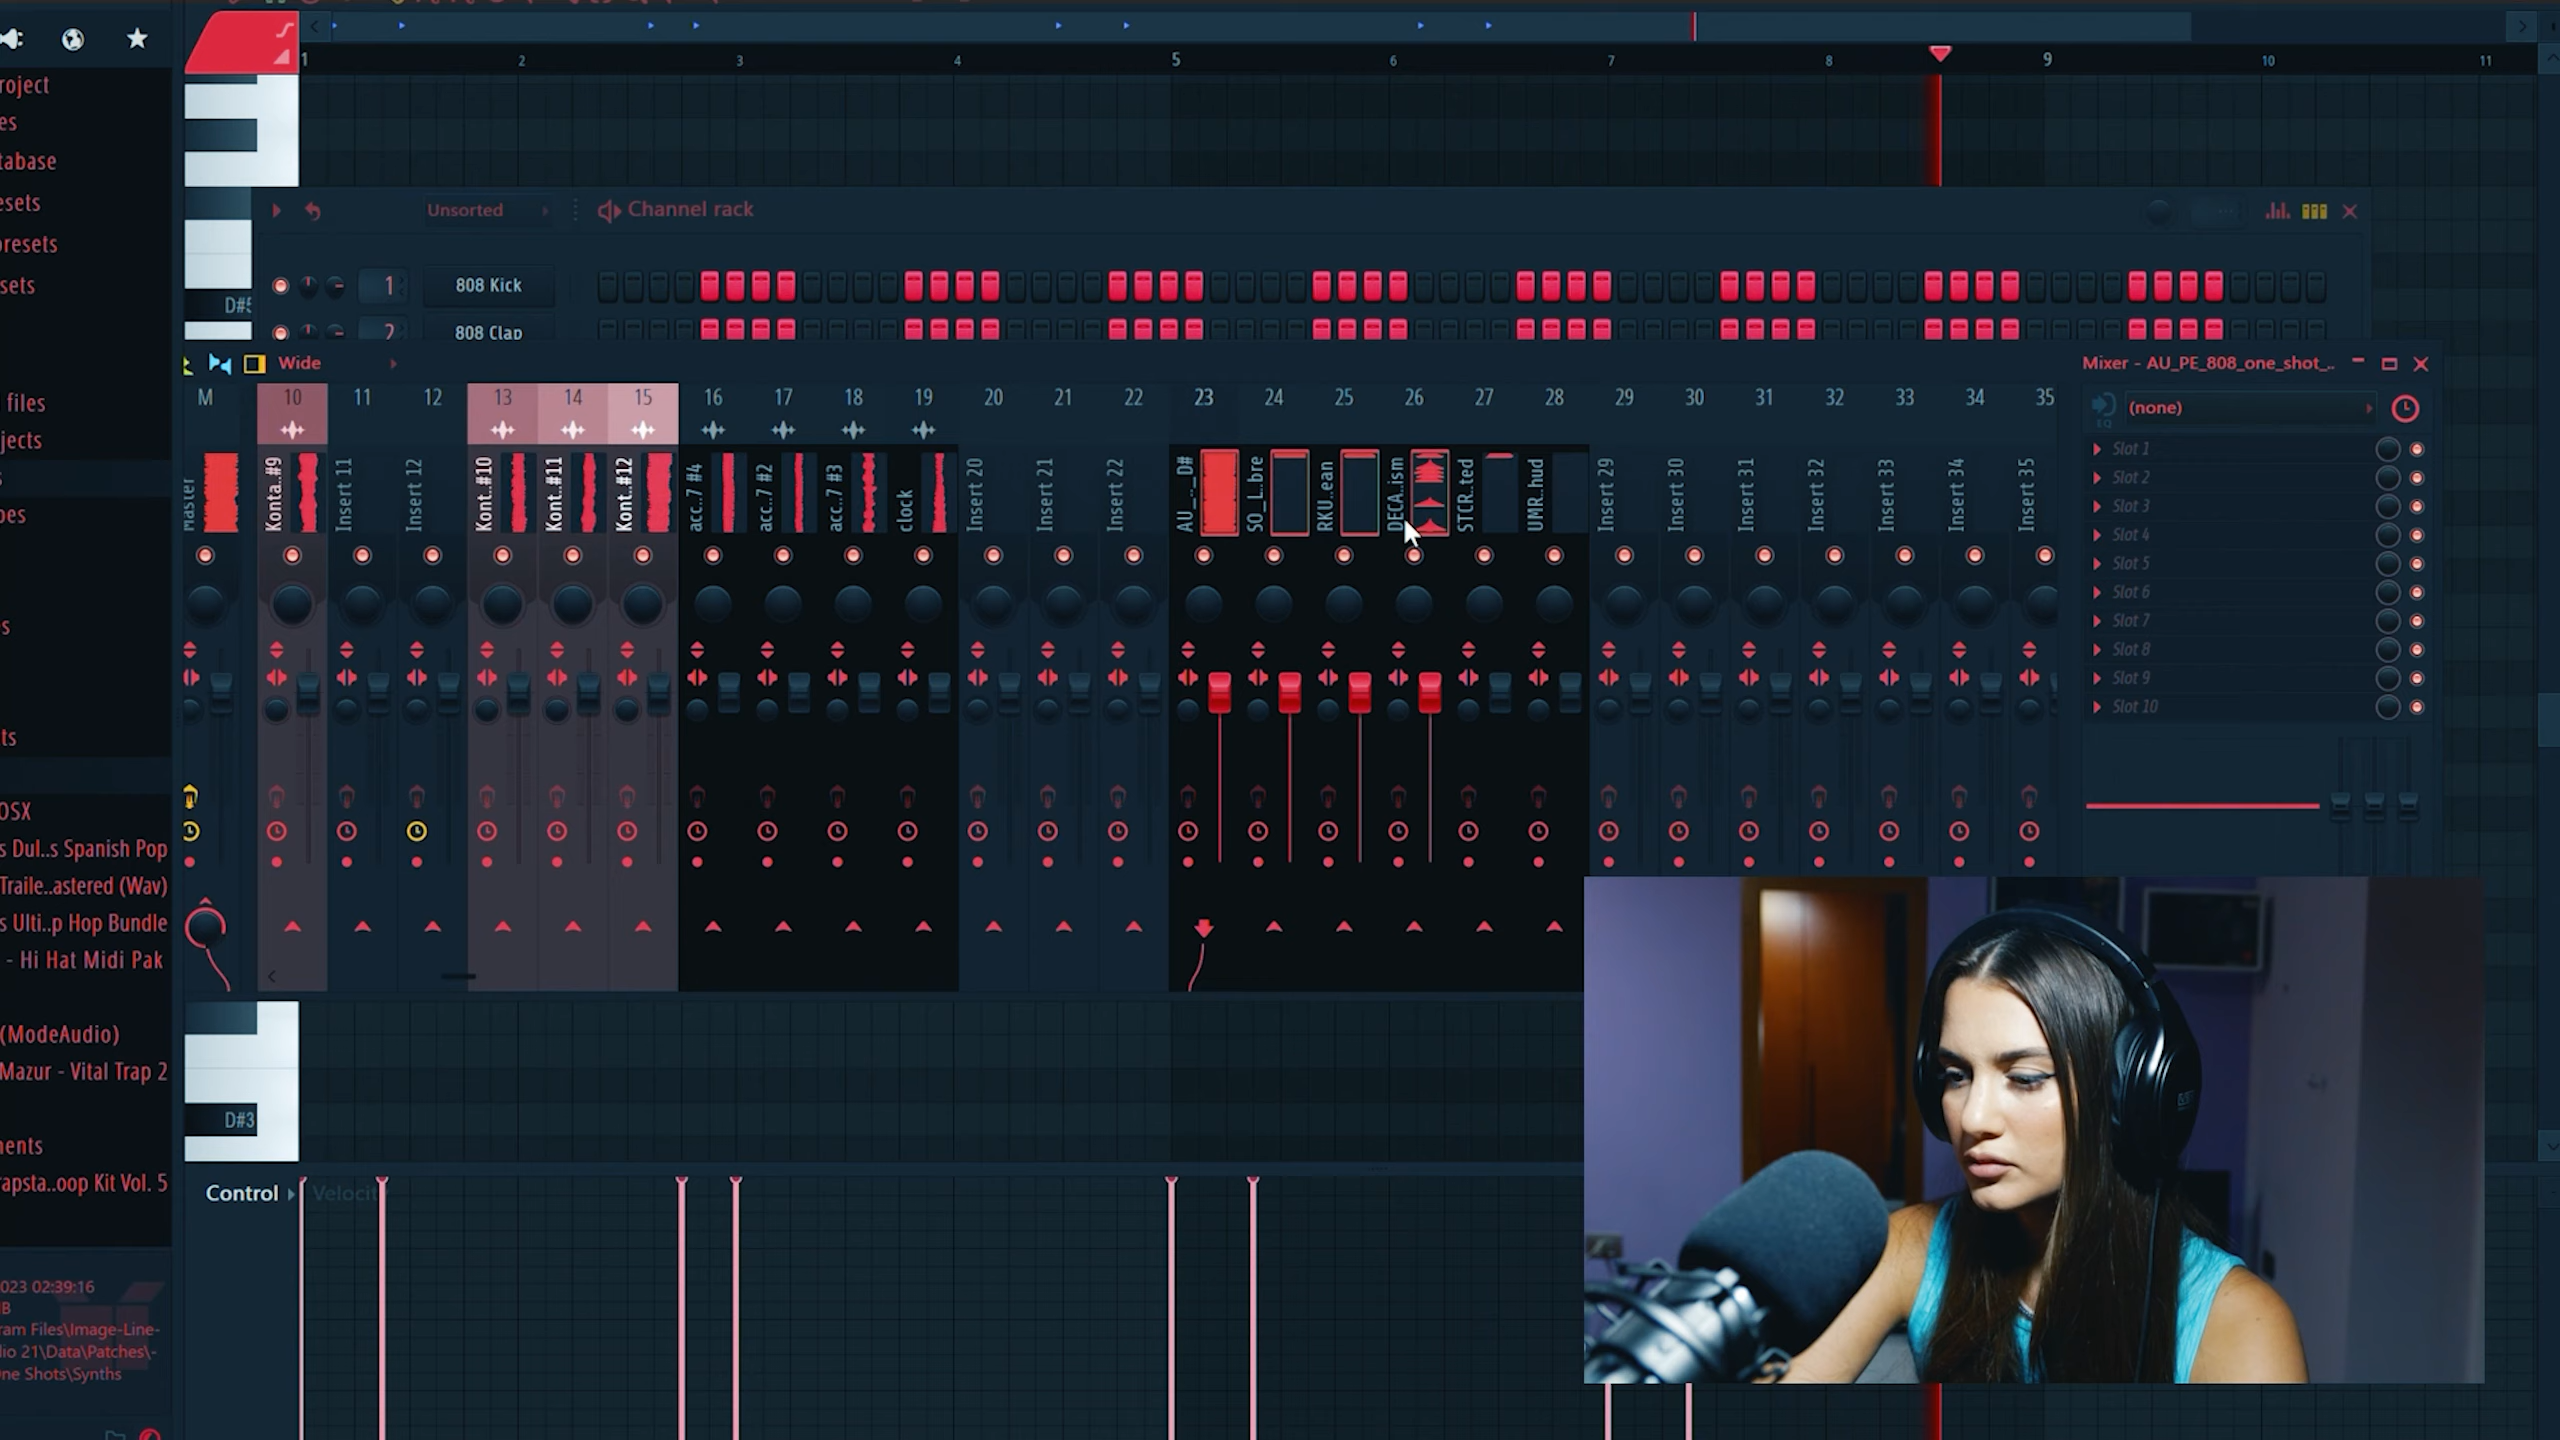 1 2 3 4 5 6 7 8 9 10 11
roject
es
tabase
esets
presets
sets
files
jects
pes
s
ts
OSX
s Dul..s Spanish Pop
Traile..astered (Wav)
s Ulti..p Hop Bundle
- Hi Hat Midi Pak
(ModeAudio)
Mazur - Vital Trap 2
nents
apsta..oop Kit Vol. 5
023 02:39:16
IB
ram Files\Image-Line-
dio 21\Data\Patches\-
One Shots\Synths
Unsorted Channel rack
D#5
1 808 Kick
2 808 Clap
Wide
Mixer - AU_PE_808_one_shot_..
M 10 11 12 13 14 15 16 17 18 19 20 21 22 23 24 25 26 27 28 29 30 31 32 33 34 35
Master
Konta..#9
Insert 11
Insert 12
Kont..#10
Kont..#11
Kont..#12
acc..7 #4
acc..7 #2
acc..7 #3
clock
Insert 20
Insert 21
Insert 22
AU_.._D#
SO_L..bre
RKU..ean
DECA..ism
STCR..ted
UMR..hud
Insert 29
Insert 30
Insert 31
Insert 32
Insert 33
Insert 34
Insert 35
EQ
(none)
Slot 1
Slot 2
Slot 3
Slot 4
Slot 5
Slot 6
Slot 7
Slot 8
Slot 9
Slot 10
D#3
Control Velocity